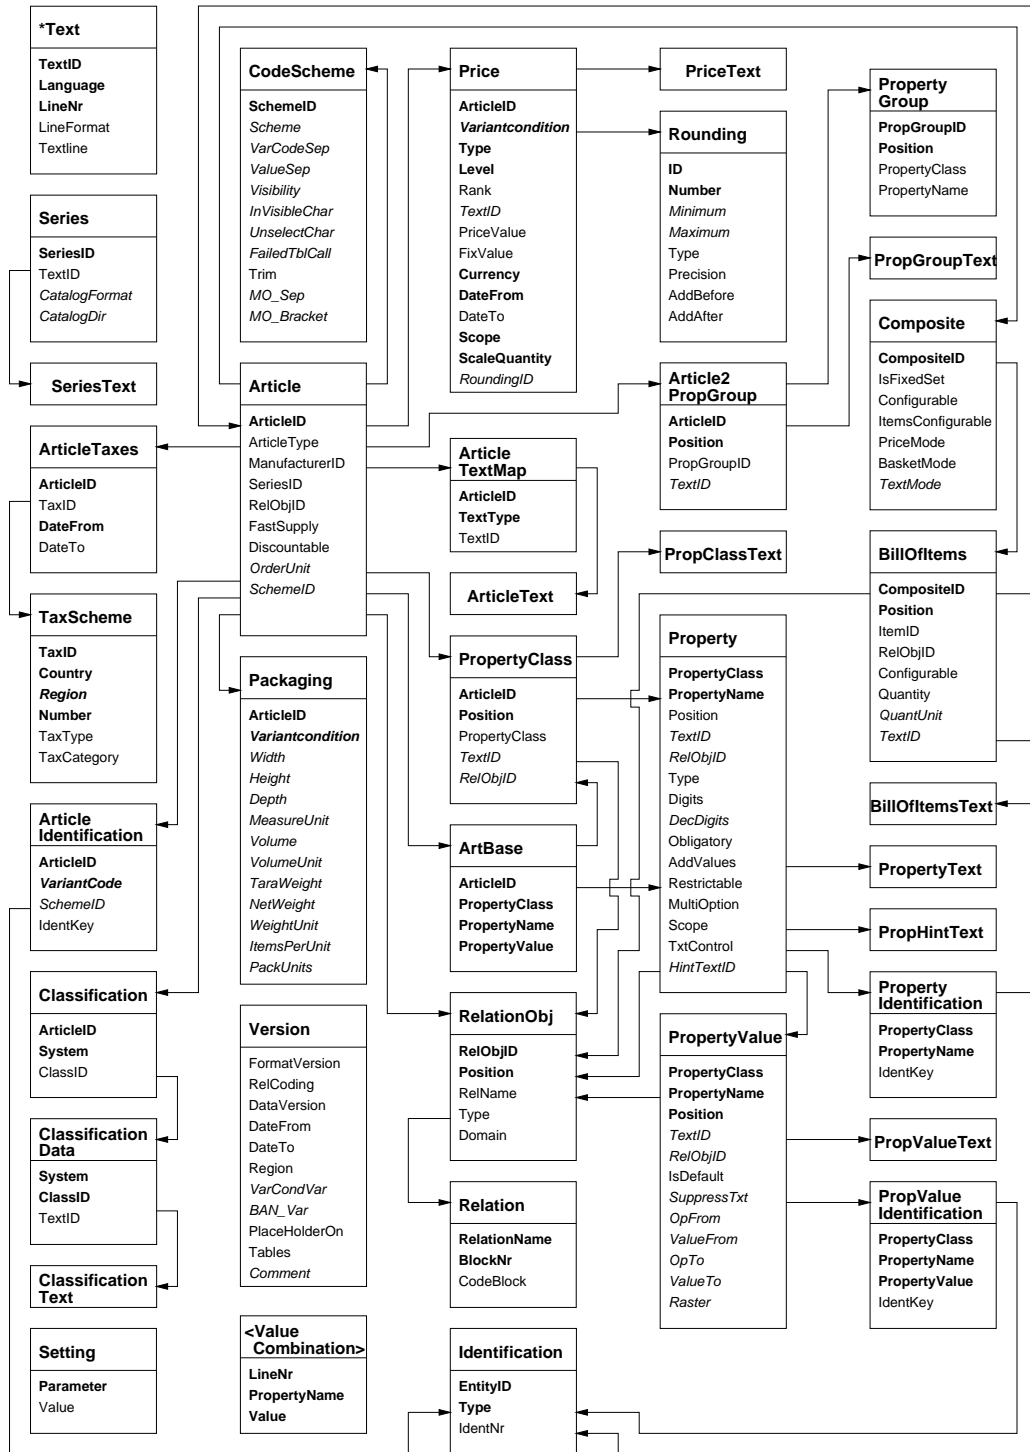 *Text
TextID
Language
LineNr
LineFormat
Textline
Series
SeriesID
TextID
CatalogFormat
CatalogDir
SeriesText
ArticleTaxes
ArticleID
TaxID
DateFrom
DateTo
TaxScheme
TaxID
Country
Region
Number
TaxType
TaxCategory
Article
Identification
ArticleID
VariantCode
SchemeID
IdentKey
Classification
ArticleID
System
ClassID
Classification
Data
System
ClassID
TextID
Classification
Text
Setting
Parameter
Value
CodeScheme
SchemeID
Scheme
VarCodeSep
ValueSep
Visibility
InVisibleChar
UnselectChar
FailedTblCall
Trim
MO_Sep
MO_Bracket
Article
ArticleID
ArticleType
ManufacturerID
SeriesID
RelObjID
FastSupply
Discountable
OrderUnit
SchemeID
Packaging
ArticleID
Variantcondition
Width
Height
Depth
MeasureUnit
Volume
VolumeUnit
TaraWeight
NetWeight
WeightUnit
ItemsPerUnit
PackUnits
Version
FormatVersion
RelCoding
DataVersion
DateFrom
DateTo
Region
VarCondVar
BAN_Var
PlaceHolderOn
Tables
Comment
<Value
Combination>
LineNr
PropertyName
Value
Price
ArticleID
Variantcondition
Type
Level
Rank
TextID
PriceValue
FixValue
Currency
DateFrom
DateTo
Scope
ScaleQuantity
RoundingID
Article
TextMap
ArticleID
TextType
TextID
ArticleText
PropertyClass
ArticleID
Position
PropertyClass
TextID
RelObjID
ArtBase
ArticleID
PropertyClass
PropertyName
PropertyValue
RelationObj
RelObjID
Position
RelName
Type
Domain
Relation
RelationName
BlockNr
CodeBlock
Identification
EntityID
Type
IdentNr
PriceText
Rounding
ID
Number
Minimum
Maximum
Type
Precision
AddBefore
AddAfter
Article2
PropGroup
ArticleID
Position
PropGroupID
TextID
PropClassText
Property
PropertyClass
PropertyName
Position
TextID
RelObjID
Type
Digits
DecDigits
Obligatory
AddValues
Restrictable
MultiOption
Scope
TxtControl
HintTextID
PropertyValue
PropertyClass
PropertyName
Position
TextID
RelObjID
IsDefault
SuppressTxt
OpFrom
ValueFrom
OpTo
ValueTo
Raster
Property
Group
PropGroupID
Position
PropertyClass
PropertyName
PropGroupText
Composite
CompositeID
IsFixedSet
Configurable
ItemsConfigurable
PriceMode
BasketMode
TextMode
BillOfItems
CompositeID
Position
ItemID
RelObjID
Configurable
Quantity
QuantUnit
TextID
BillOfItemsText
PropertyText
PropHintText
Property
Identification
PropertyClass
PropertyName
IdentKey
PropValueText
PropValue
Identification
PropertyClass
PropertyName
PropertyValue
IdentKey